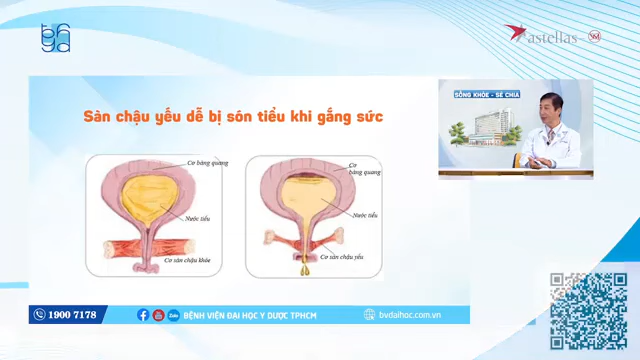 astellas
SỐNG KHỎE - SẺ CHIA
Sàn chậu yếu dễ bị són tiểu khi gắng sức
Cơ bàng quang
Nước tiểu
Cơ sàn chậu khỏe
Cơ
bàng quang
Nước tiểu
Cơ sàn chậu yếu
1900 7178
Zalo
BỆNH VIỆN ĐẠI HỌC Y DƯỢC TPHCM
bvdaihoc.com.vn